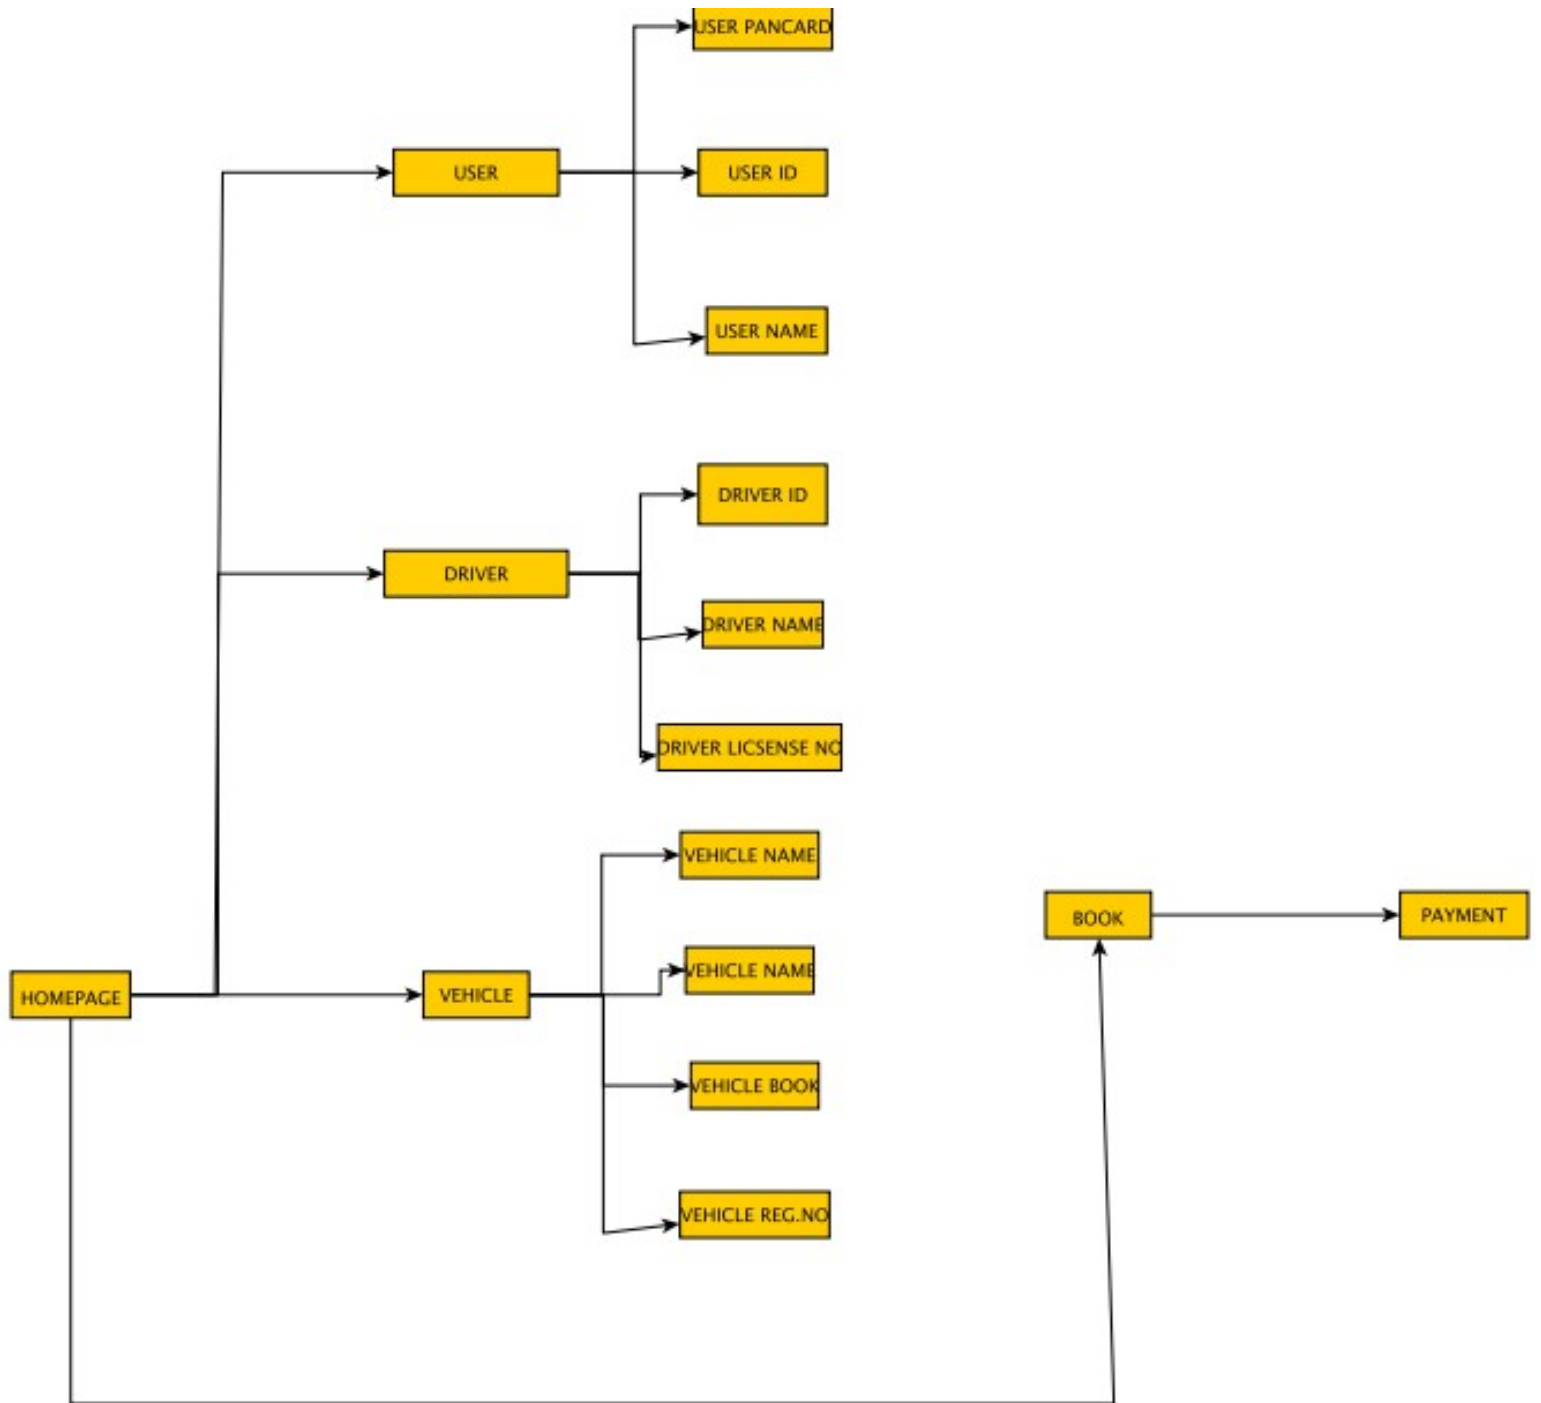 USER PANCARD
USER
USER ID
USER NAME
DRIVER ID
DRIVER
DRIVER NAME
DRIVER LICSENSE NO
VEHICLE NAME
BOOK
PAYMENT
VEHICLE NAME
HOMEPAGE
VEHICLE
VEHICLE BOOK
VEHICLE REG.NO